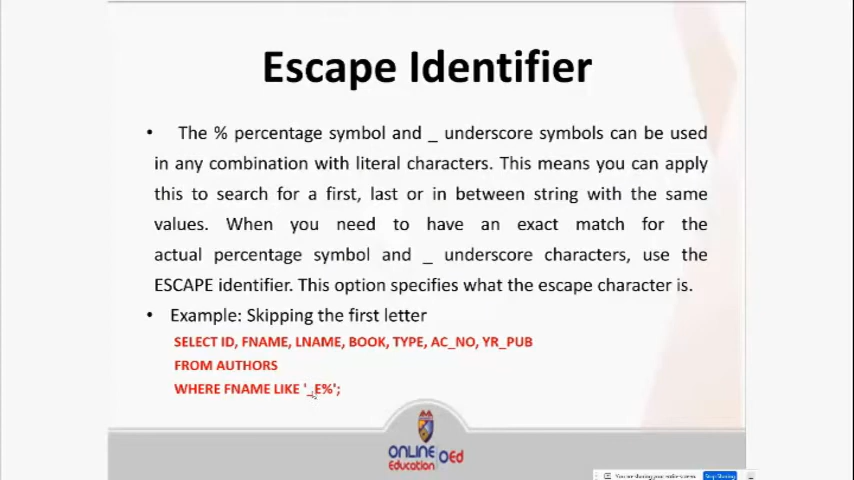 Escape Identifier
• The % percentage symbol and _ underscore symbols can be used
in any combination with literal characters. This means you can apply
this to search for a first, last or in between string with the same
values. When you need to have an exact match for the
actual percentage symbol and _ underscore characters, use the
ESCAPE identifier. This option specifies what the escape character is.
• Example: Skipping the first letter
SELECT ID, FNAME, LNAME, BOOK, TYPE, AC_NO, YR_PUB
FROM AUTHORS
WHERE FNAME LIKE '_E%';
ONLINE
Education
OEd
Stop Sharing